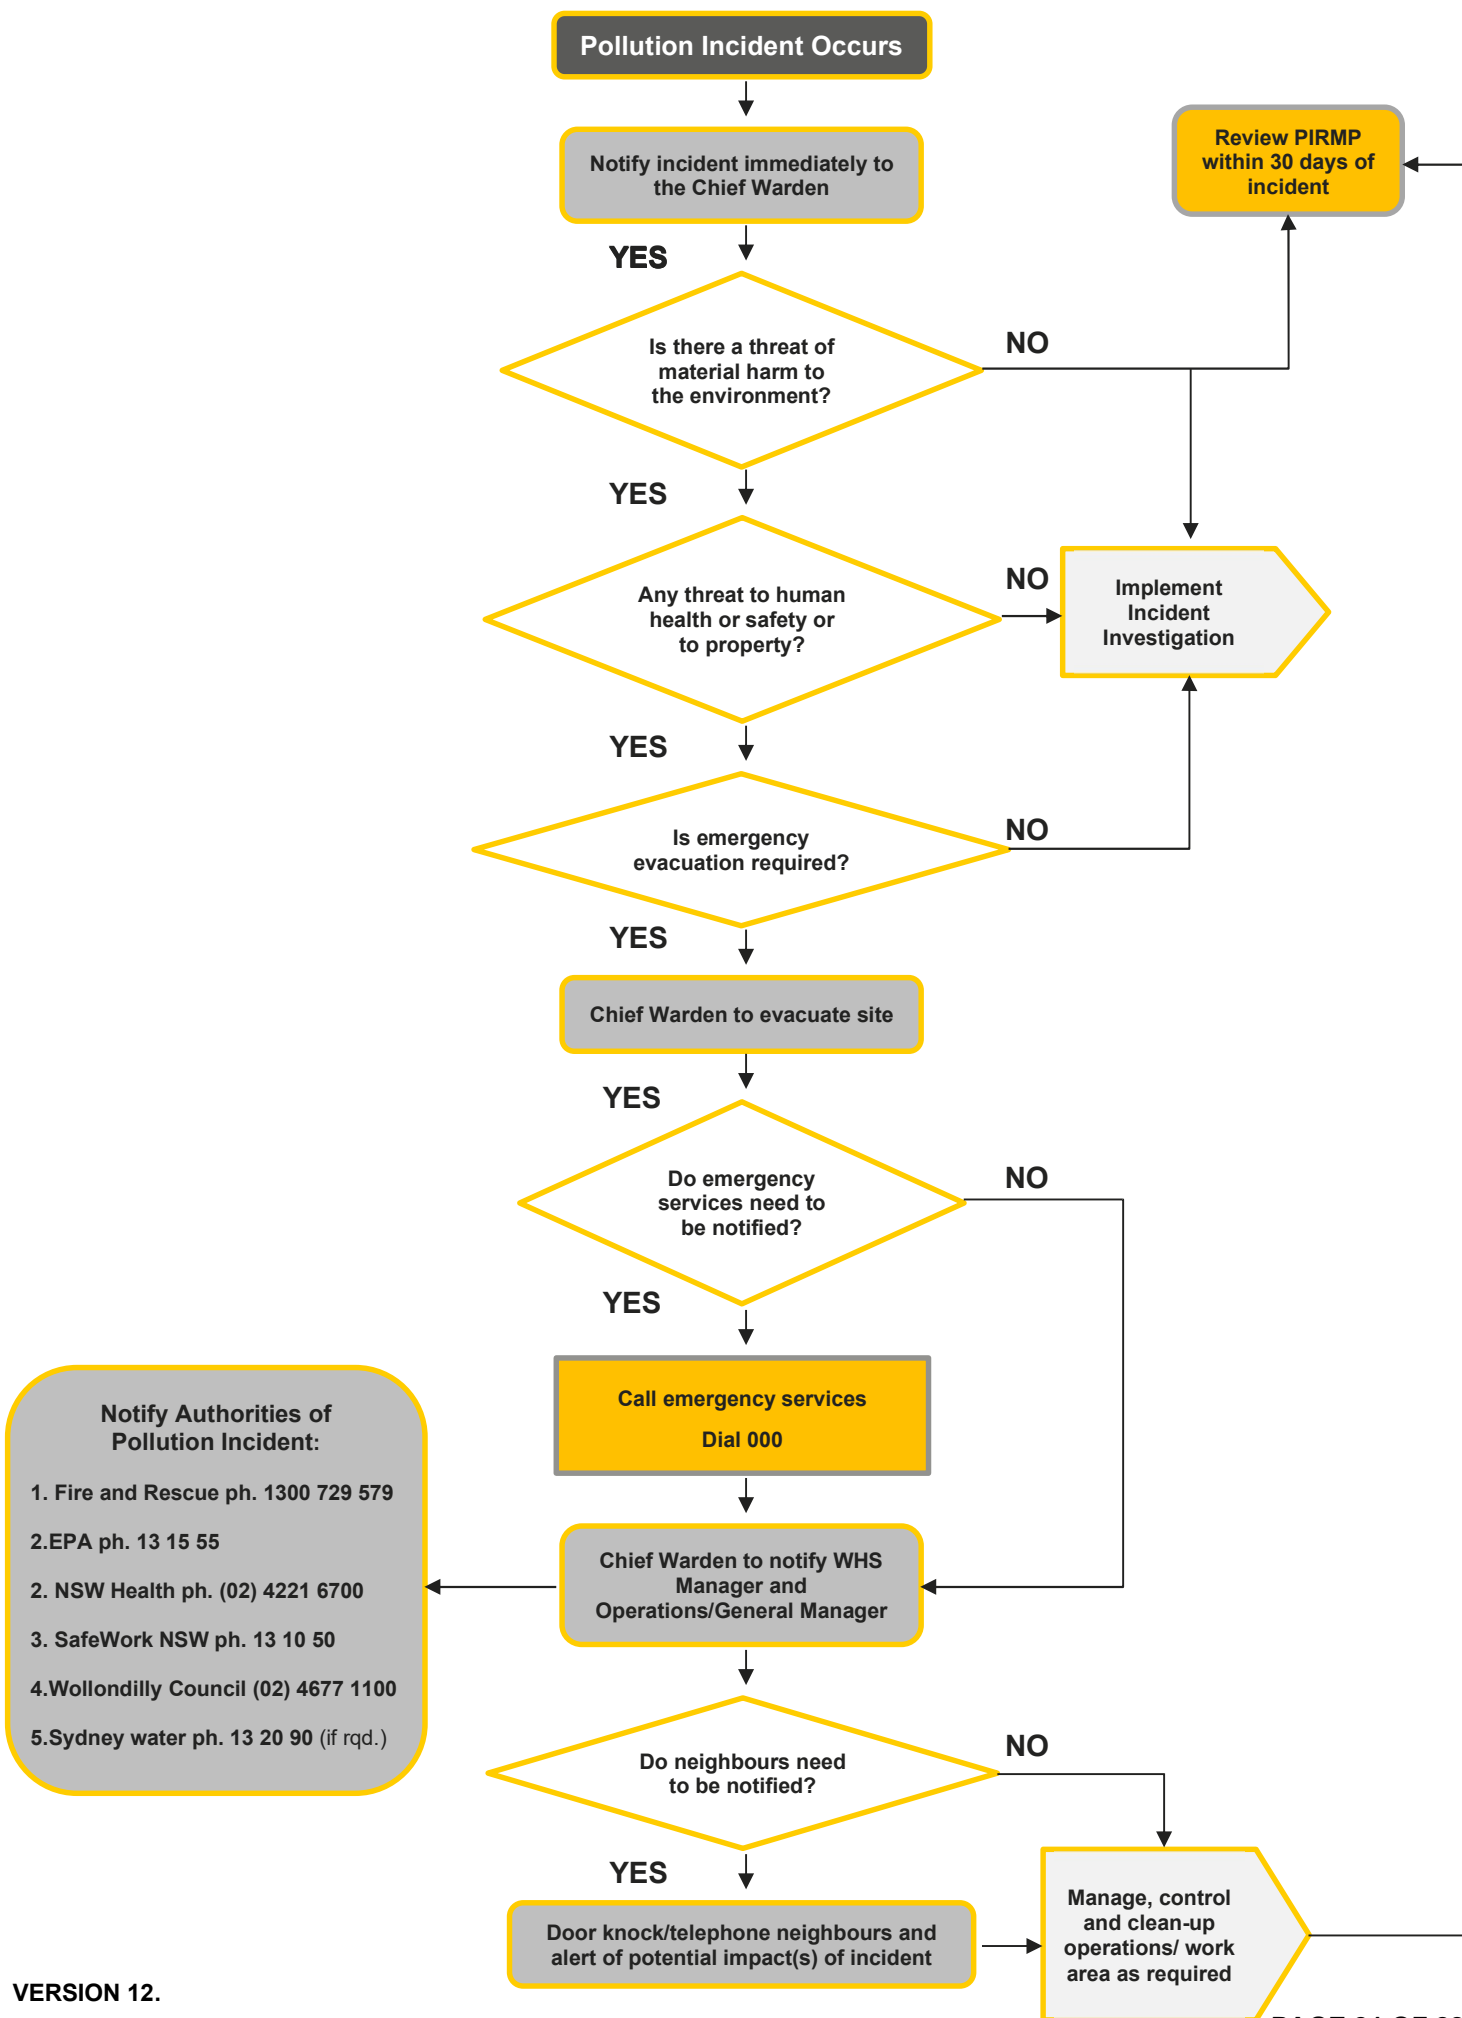 Pollution Incident Occurs
Notify incident immediately to
the Chief Warden
Review PIRMP
within 30 days of
incident
YES
Is there a threat of
material harm to
the environment?
NO
YES
Any threat to human
health or safety or
to property?
NO
Implement
Incident
Investigation
YES
Is emergency
evacuation required?
NO
YES
Chief Warden to evacuate site
YES
Do emergency
services need to
be notified?
NO
YES
Call emergency services
Dial 000
Notify Authorities of
Pollution Incident:
1. Fire and Rescue ph. 1300 729 579
2.EPA ph. 13 15 55
2. NSW Health ph. (02) 4221 6700
3. SafeWork NSW ph. 13 10 50
4.Wollondilly Council (02) 4677 1100
5.Sydney water ph. 13 20 90 (if rqd.)
Chief Warden to notify WHS
Manager and
Operations/General Manager
Do neighbours need
to be notified?
NO
YES
Door knock/telephone neighbours and
alert of potential impact(s) of incident
Manage, control
and clean-up
operations/ work
area as required
VERSION 12.